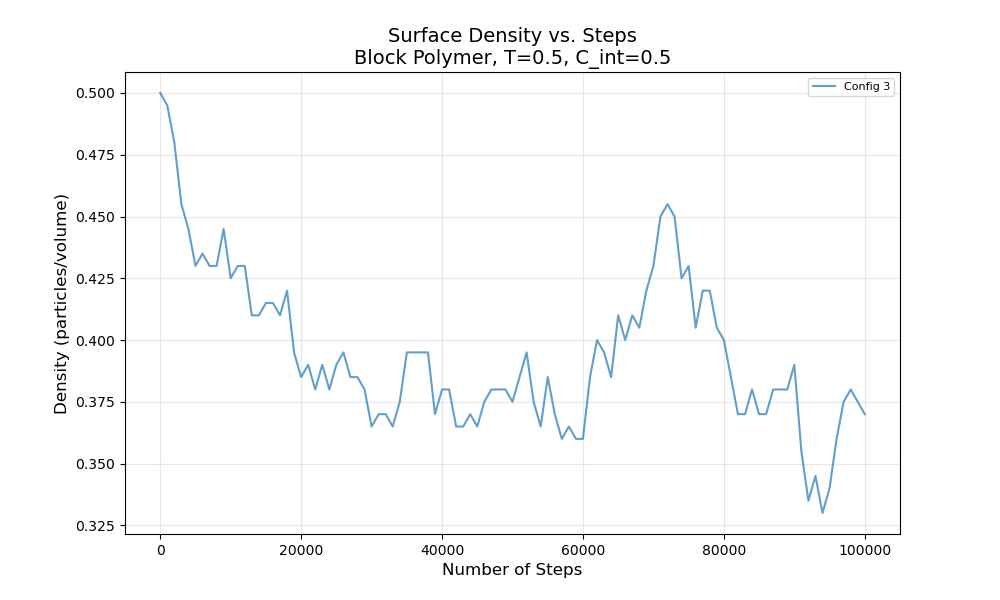 Surface Density vs. Steps
Block Polymer, T=0.5, C_int=0.5
Config 3
Density (particles/volume)
0.500
0.475
0.450
0.425
0.400
0.375
0.350
0.325
0 20000 40000 60000 80000 100000
Number of Steps